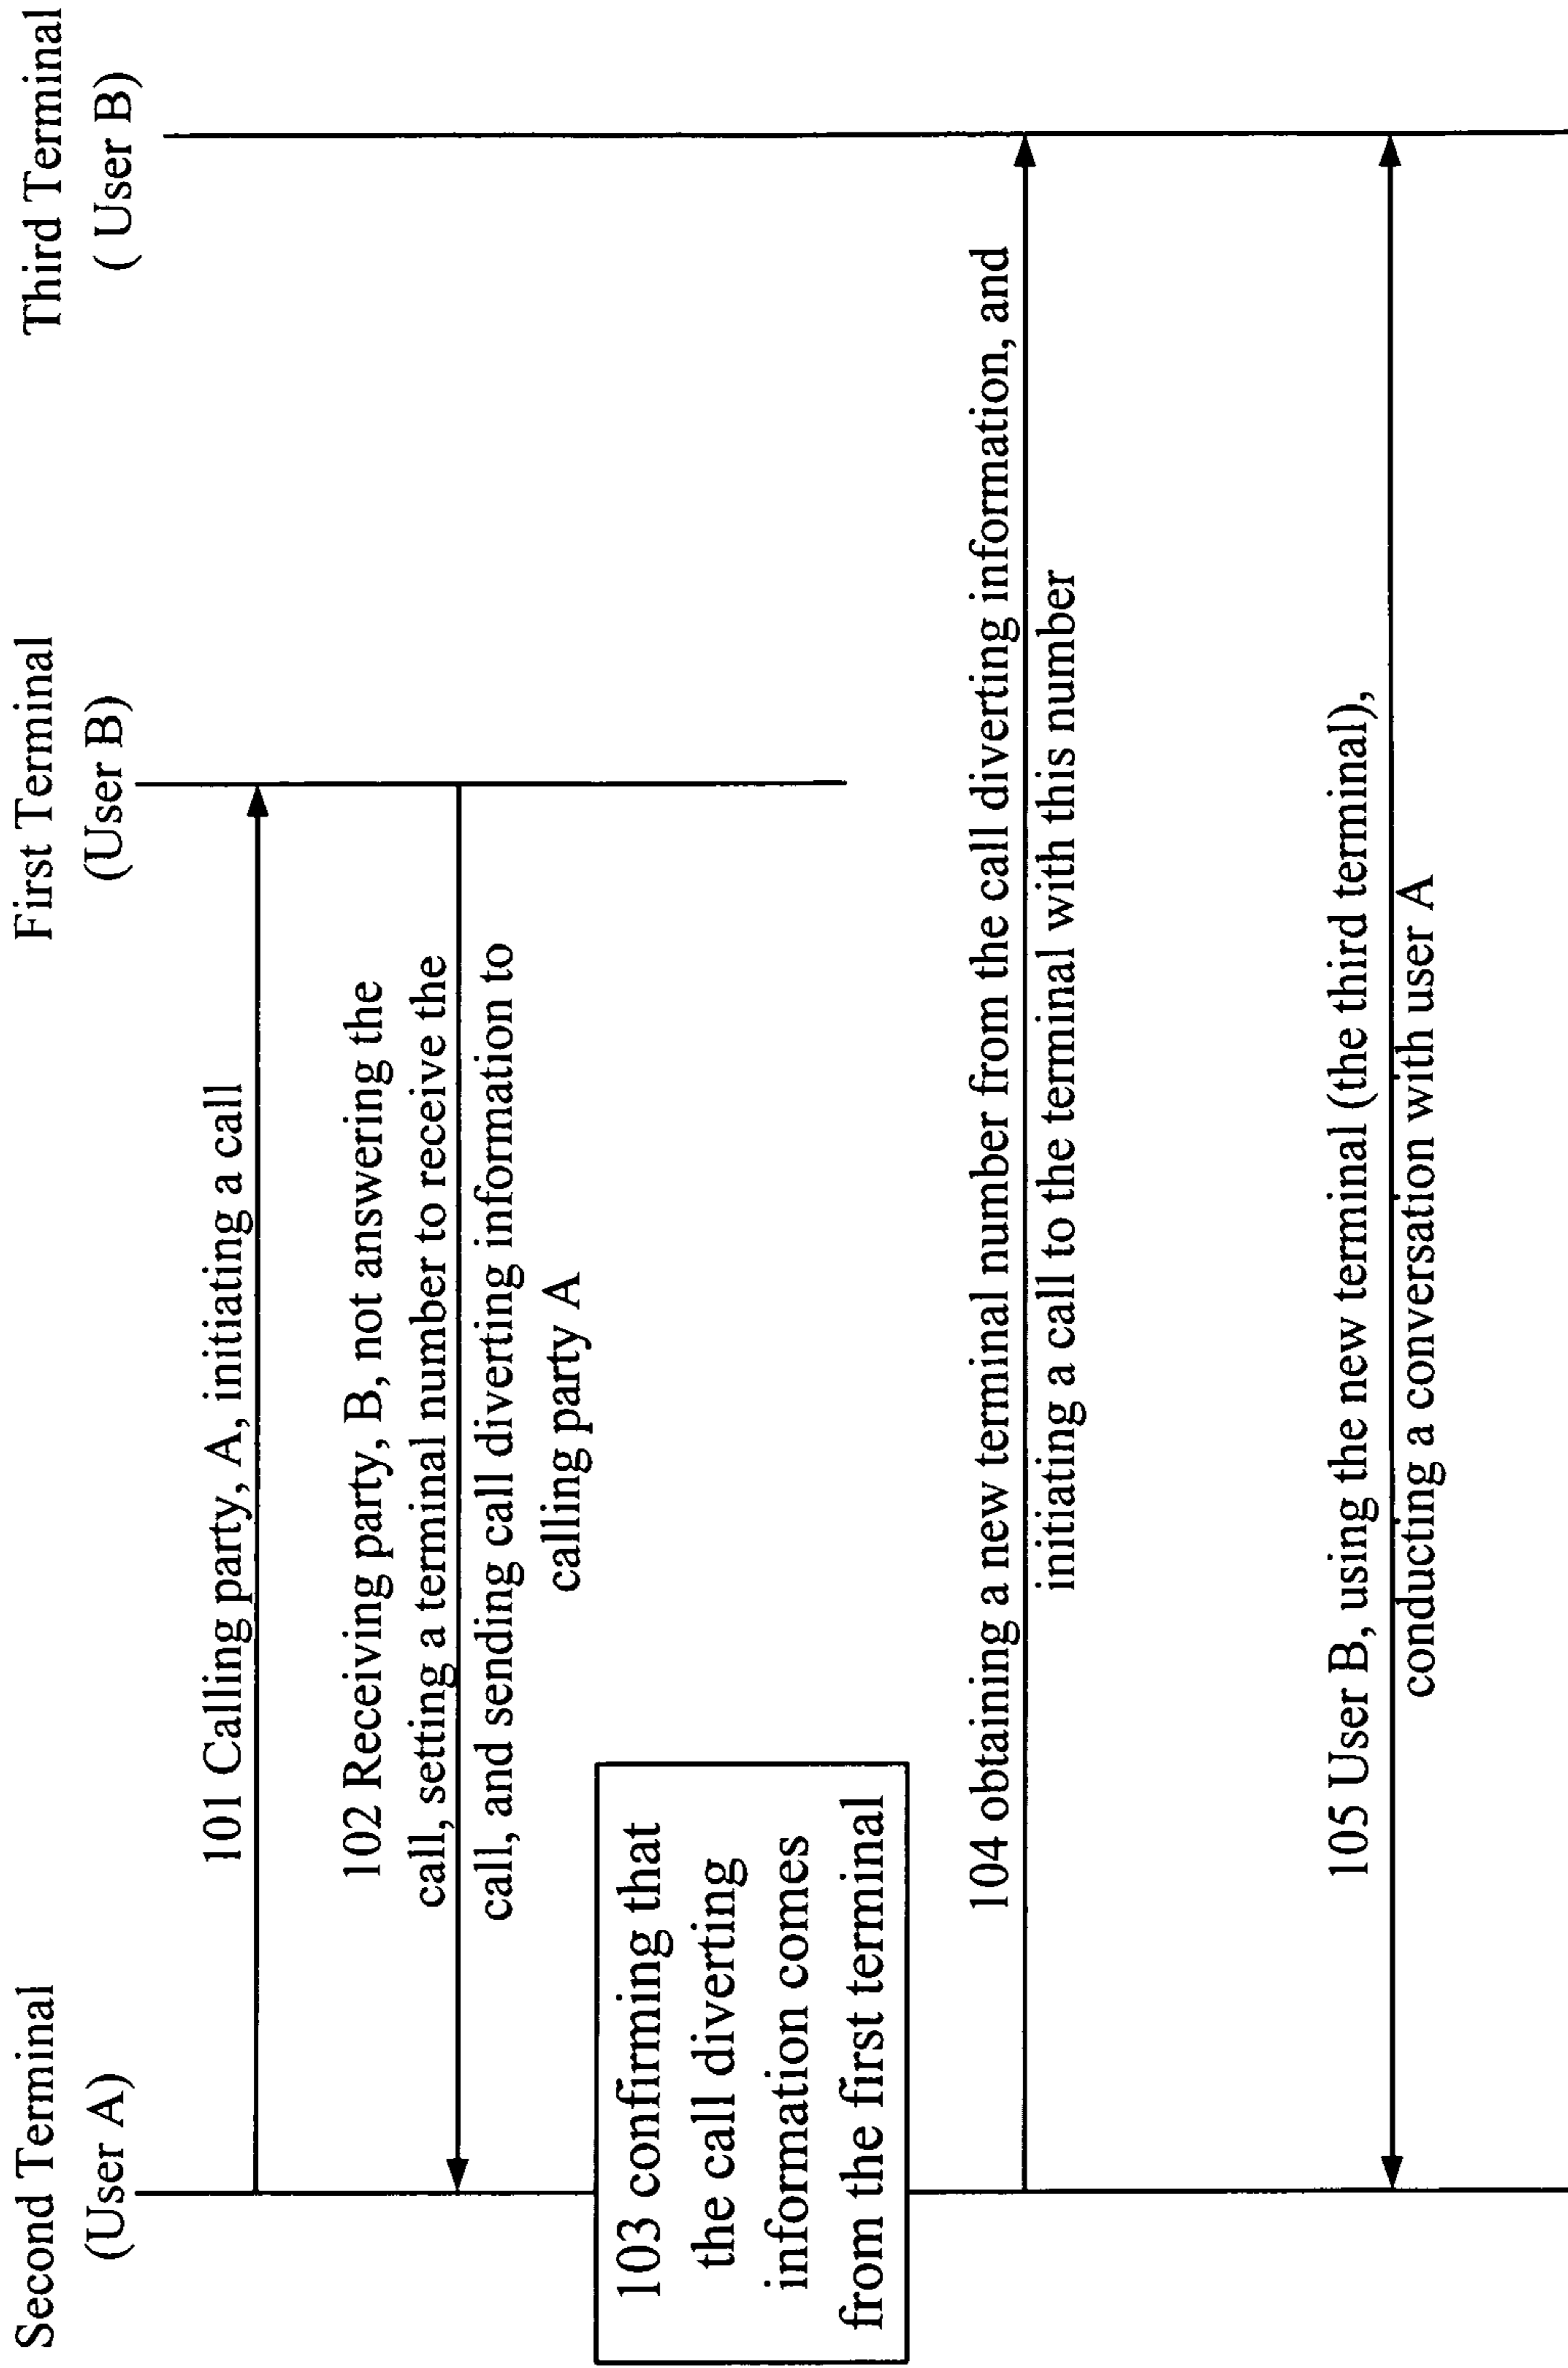 Second Terminal
(User A)
First Terminal
(User B)
Third Terminal
( User B)
101 Calling party, A, initiating a call
102 Receiving party, B, not answering the
call, setting a terminal number to receive the
call, and sending call diverting information to
calling party A
103 confirming that
the call diverting
information comes
from the first terminal
104 obtaining a new terminal number from the call diverting information, and
initiating a call to the terminal with this number
105 User B, using the new terminal (the third terminal),
conducting a conversation with user A